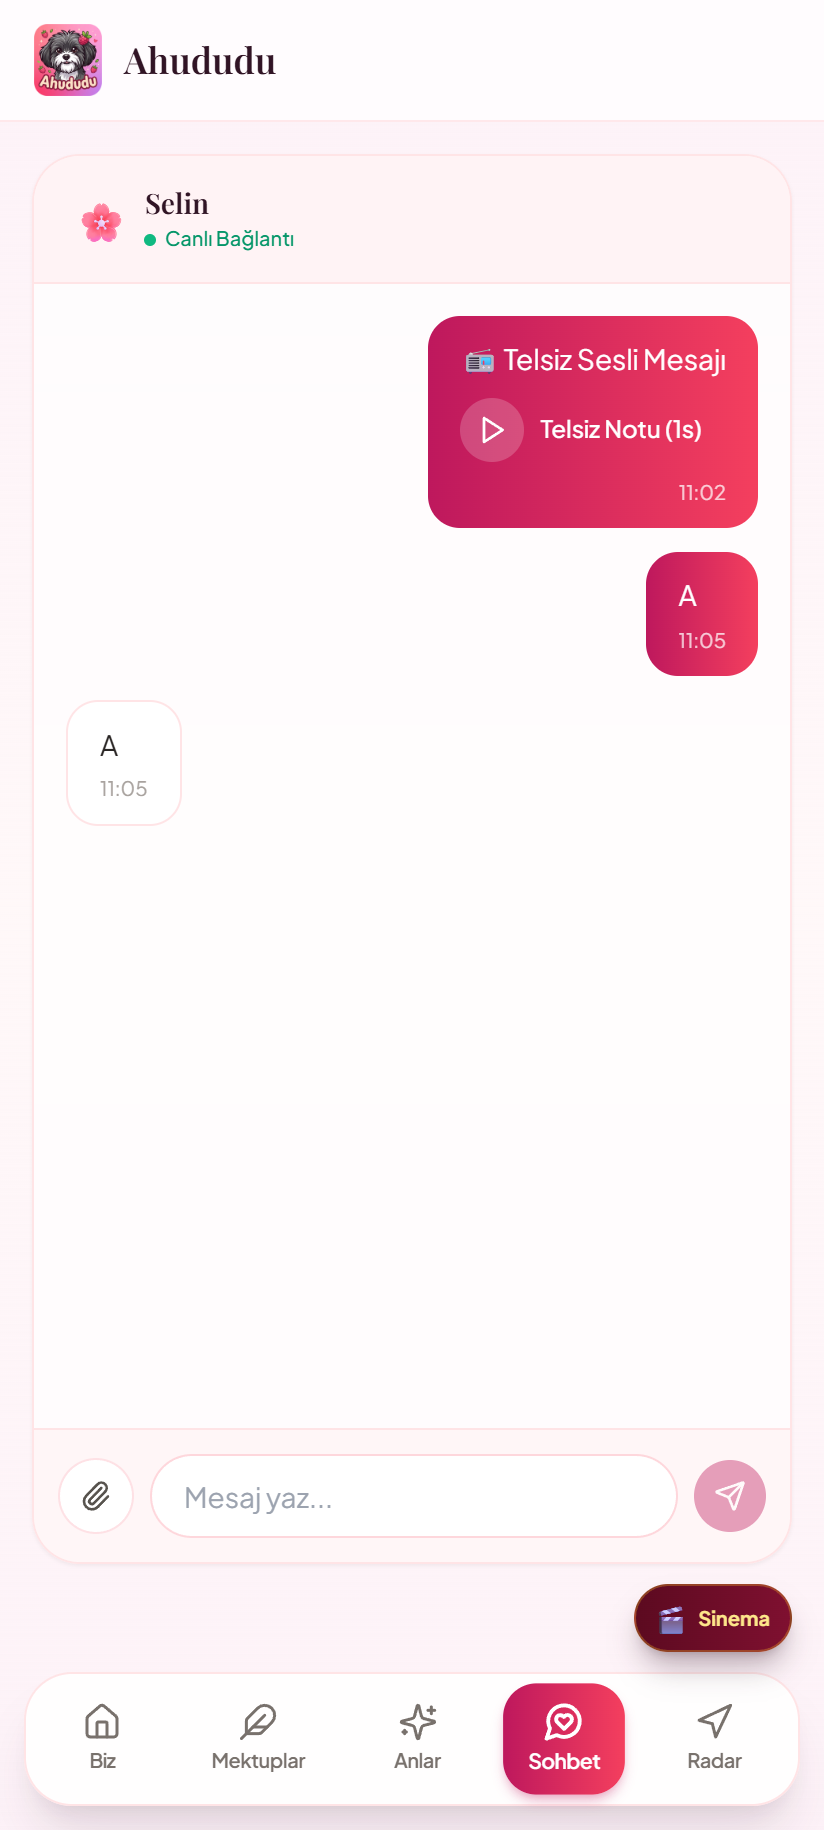 Ahududu
Ahududu
Selin
Canlı Bağlantı
📻 Telsiz Sesli Mesajı
Telsiz Notu (1s)
11:02
A
11:05
A
11:05
Mesaj yaz...
🎬 Sinema
Biz
Mektuplar
Anlar
Sohbet
Radar